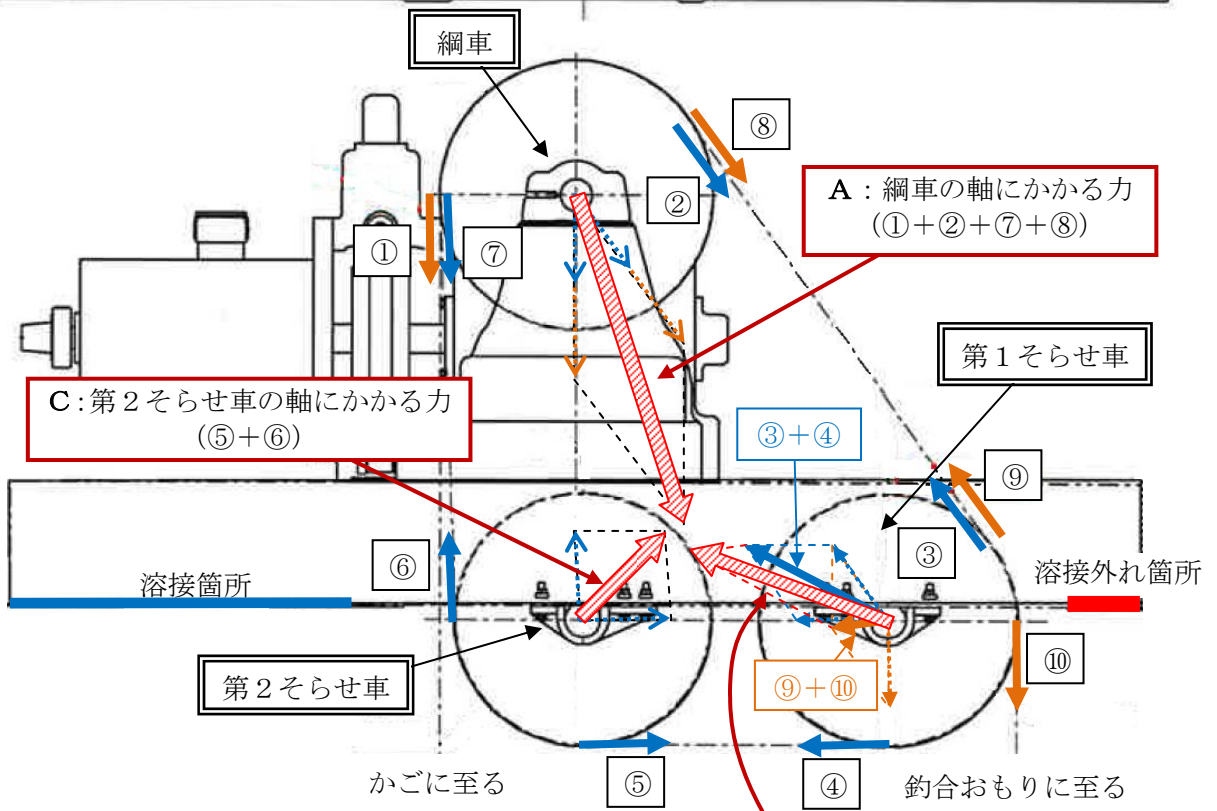 綱車
⑧
②
A：綱車の軸にかかる力
(①+②+⑦+⑧)
①
⑦
第１そらせ車
C：第２そらせ車の軸にかかる力
(⑤+⑥)
③+④
⑨
⑥
③
溶接箇所
溶接外れ箇所
⑩
第２そらせ車
⑨+⑩
かごに至る
⑤
④
釣合おもりに至る